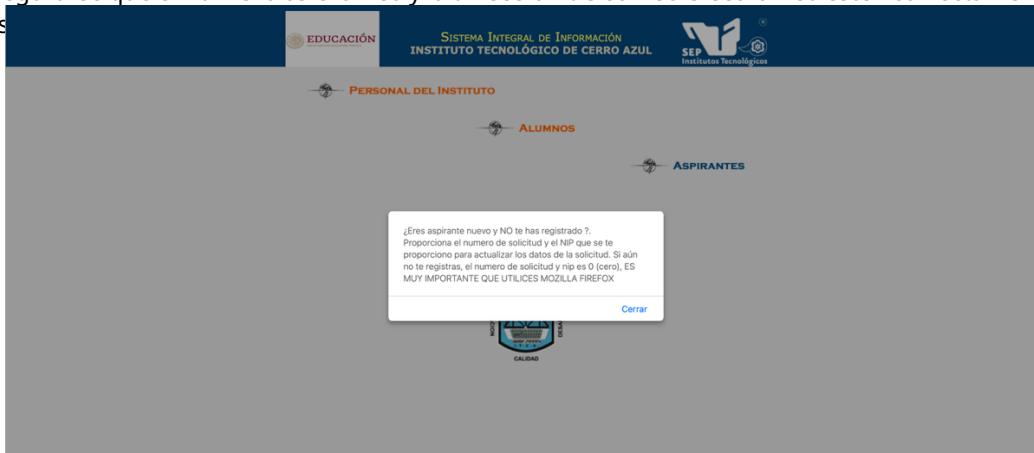 EDUCACIÓN
SISTEMA INTEGRAL DE INFORMACIÓN
INSTITUTO TECNOLÓGICO DE CERRO AZUL
SEP
Institutos Tecnológicos
PERSONAL DEL INSTITUTO
ALUMNOS
ASPIRANTES
¿Eres aspirante nuevo y NO te has registrado ?.
Proporciona el numero de solicitud y el NIP que se te
proporciono para actualizar los datos de la solicitud. Si aún
no te registras, el numero de solicitud y nip es 0 (cero), ES
MUY IMPORTANTE QUE UTILICES MOZILLA FIREFOX
Cerrar
CALIDAD